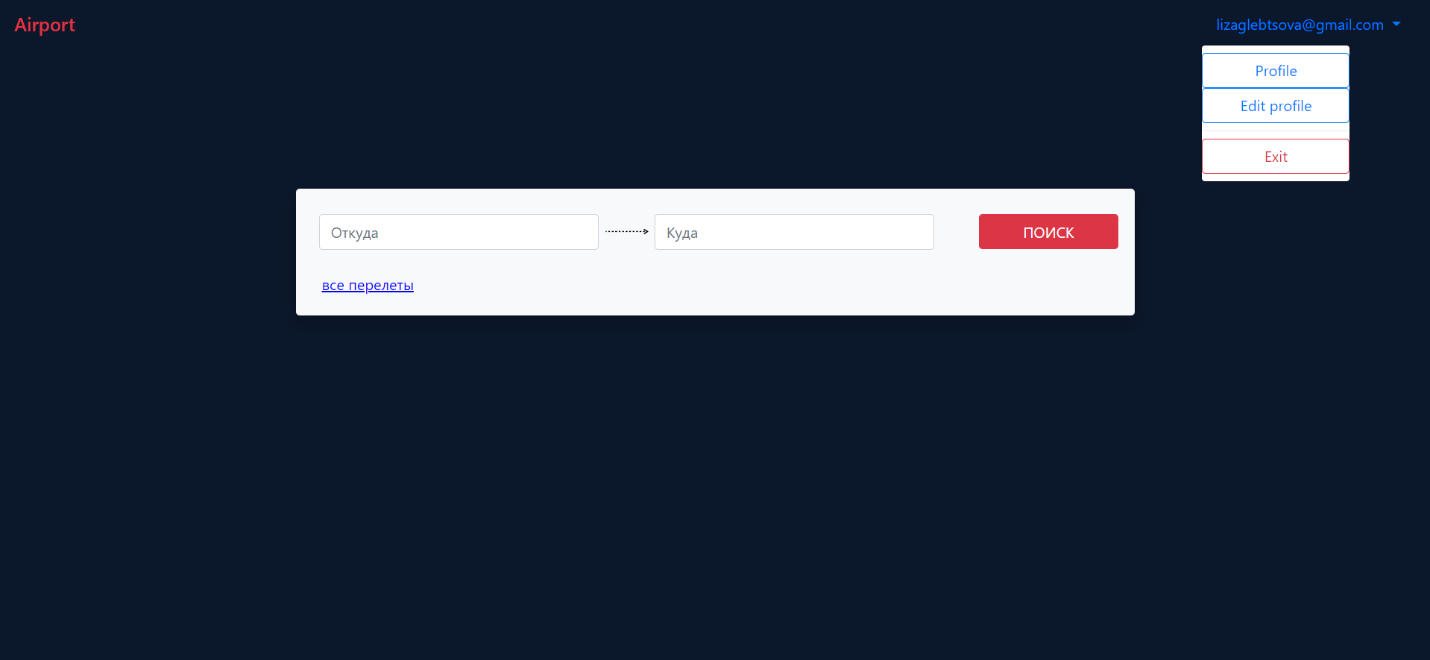 Airport
lizaglebtsova@gmail.com
Profile
Edit profile
Exit
Откуда
Куда
ПОИСК
все перелеты